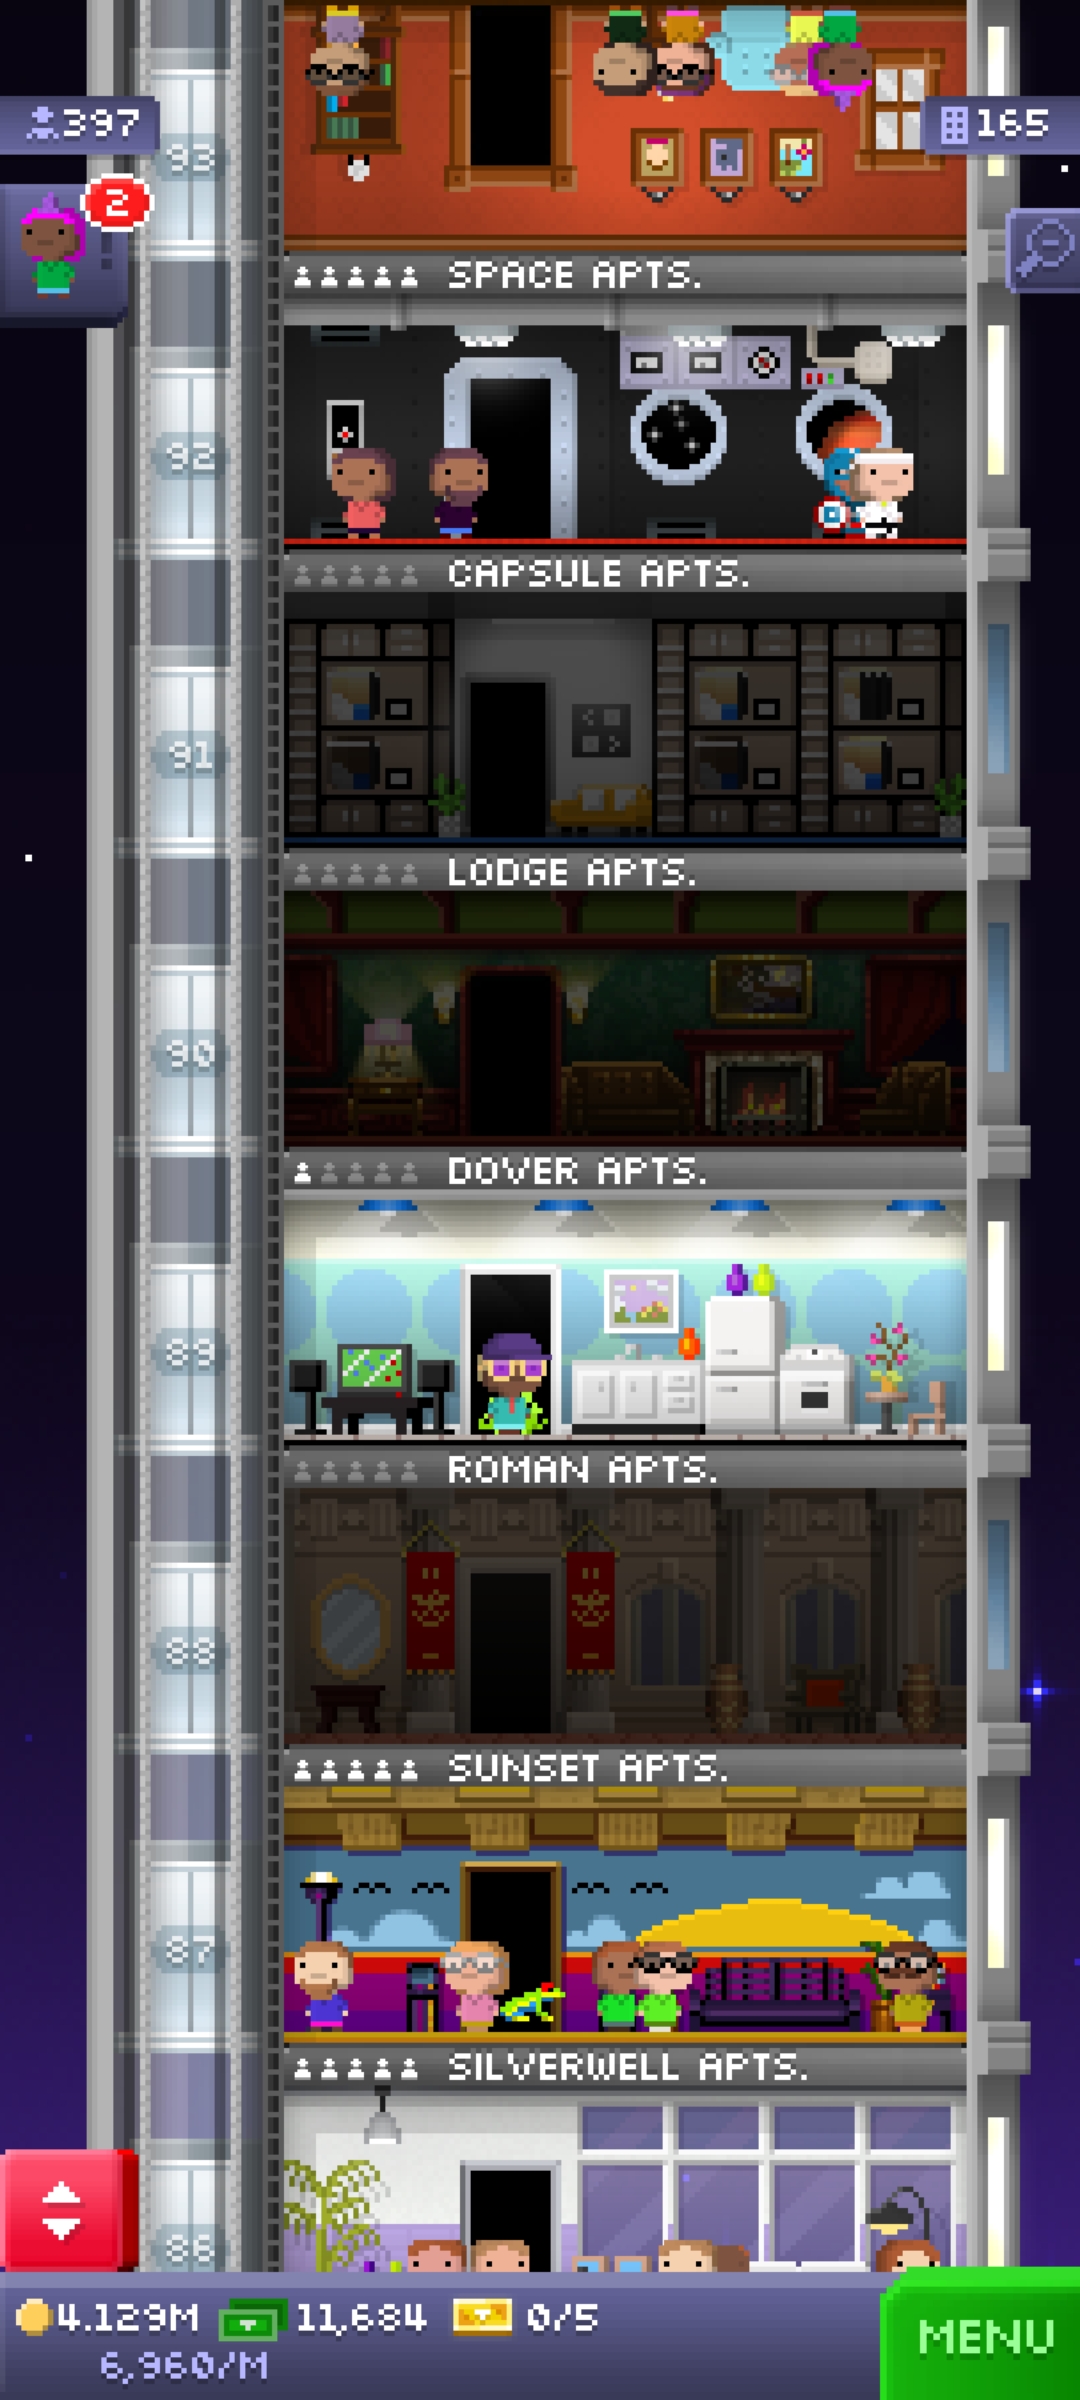 397
165
93
2
SPACE APTS.
92
CAPSULE APTS.
91
LODGE APTS.
90
DOVER APTS.
89
ROMAN APTS.
88
SUNSET APTS.
87
SILVERWELL APTS.
86
4.129M 11,684 0/5
6,960/M
MENU